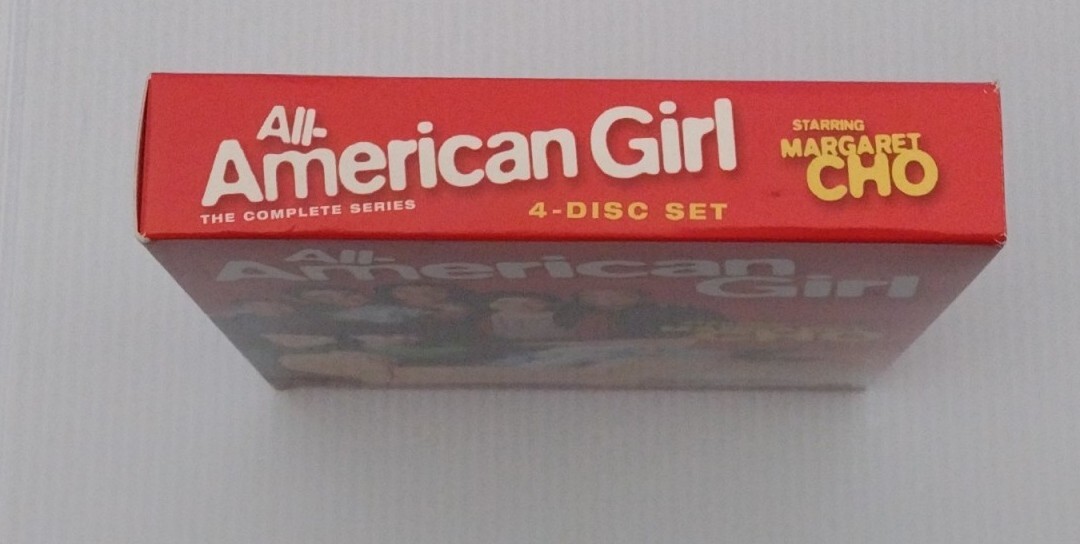 All-
American Girl
THE COMPLETE SERIES
4-DISC SET
STARRING
MARGARET
CHO
All-
American
Girl